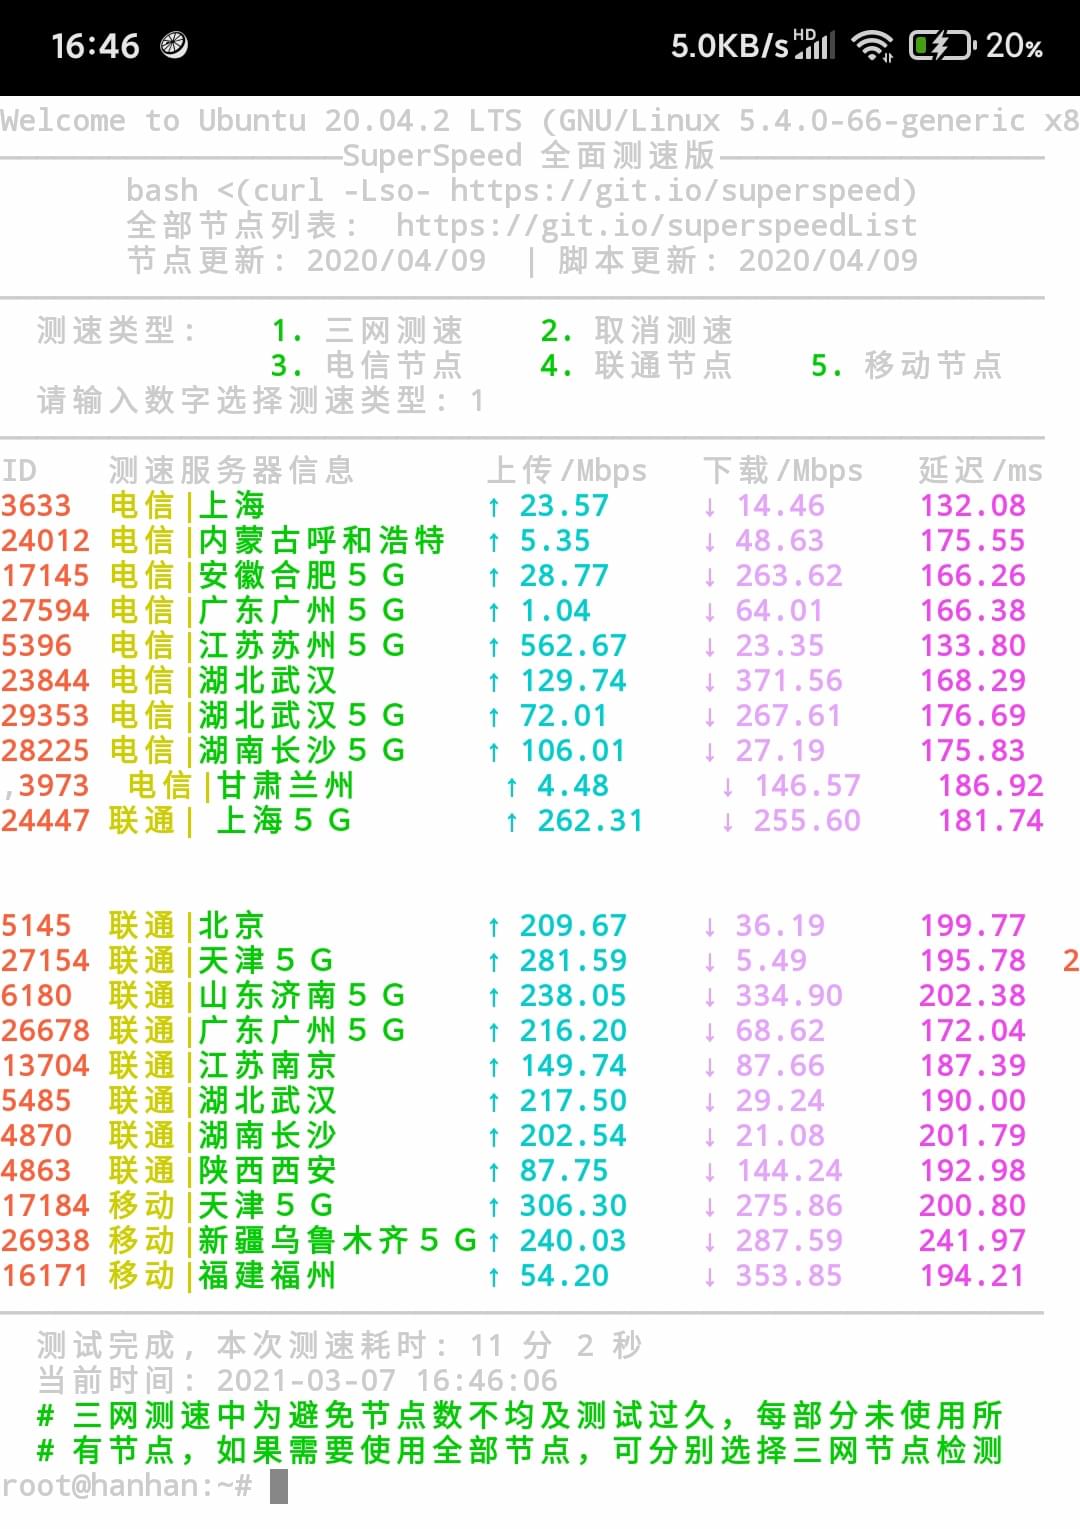 16:46 5.0KB/s HD 20%
Welcome to Ubuntu 20.04.2 LTS (GNU/Linux 5.4.0-66-generic x8
SuperSpeed 全面测速版
bash <(curl -Lso- https://git.io/superspeed)
全部节点列表: https://git.io/superspeedList
节点更新: 2020/04/09 | 脚本更新: 2020/04/09
测速类型: 1. 三网测速 2. 取消测速
3. 电信节点 4. 联通节点 5. 移动节点
请输入数字选择测速类型: 1
ID 测速服务器信息 上传/Mbps 下载/Mbps 延迟/ms
3633 电信|上海 ↑ 23.57 ↓ 14.46 132.08
24012 电信|内蒙古呼和浩特 ↑ 5.35 ↓ 48.63 175.55
17145 电信|安徽合肥５Ｇ ↑ 28.77 ↓ 263.62 166.26
27594 电信|广东广州５Ｇ ↑ 1.04 ↓ 64.01 166.38
5396 电信|江苏苏州５Ｇ ↑ 562.67 ↓ 23.35 133.80
23844 电信|湖北武汉 ↑ 129.74 ↓ 371.56 168.29
29353 电信|湖北武汉５Ｇ ↑ 72.01 ↓ 267.61 176.69
28225 电信|湖南长沙５Ｇ ↑ 106.01 ↓ 27.19 175.83
,3973 电信|甘肃兰州 ↑ 4.48 ↓ 146.57 186.92
24447 联通| 上海５Ｇ ↑ 262.31 ↓ 255.60 181.74
5145 联通|北京 ↑ 209.67 ↓ 36.19 199.77
27154 联通|天津５Ｇ ↑ 281.59 ↓ 5.49 195.78 2
6180 联通|山东济南５Ｇ ↑ 238.05 ↓ 334.90 202.38
26678 联通|广东广州５Ｇ ↑ 216.20 ↓ 68.62 172.04
13704 联通|江苏南京 ↑ 149.74 ↓ 87.66 187.39
5485 联通|湖北武汉 ↑ 217.50 ↓ 29.24 190.00
4870 联通|湖南长沙 ↑ 202.54 ↓ 21.08 201.79
4863 联通|陕西西安 ↑ 87.75 ↓ 144.24 192.98
17184 移动|天津５Ｇ ↑ 306.30 ↓ 275.86 200.80
26938 移动|新疆乌鲁木齐５Ｇ ↑ 240.03 ↓ 287.59 241.97
16171 移动|福建福州 ↑ 54.20 ↓ 353.85 194.21
测试完成, 本次测速耗时: 11 分 2 秒
当前时间: 2021-03-07 16:46:06
# 三网测速中为避免节点数不均及测试过久，每部分未使用所
# 有节点，如果需要使用全部节点，可分别选择三网节点检测
root@hanhan:~#